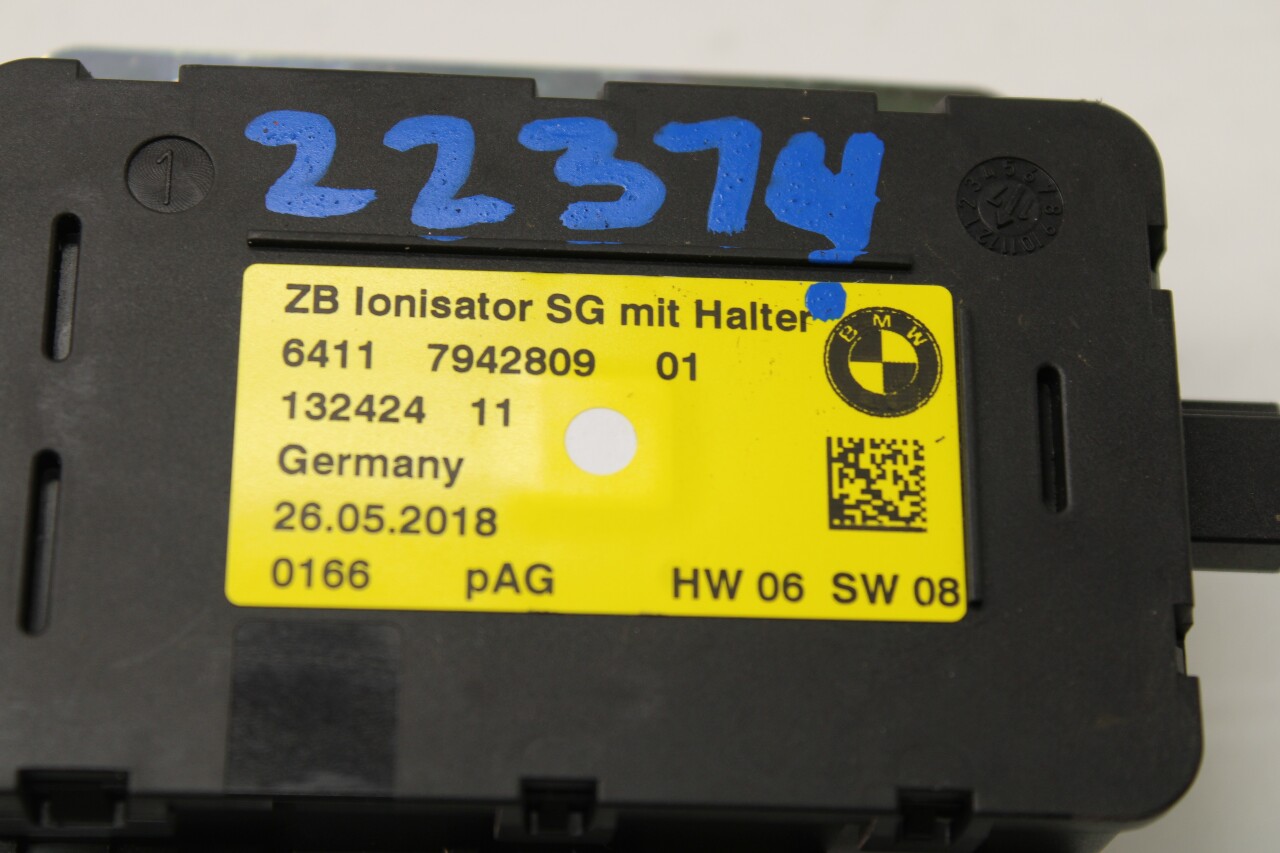 22374
1
ZB Ionisator SG mit Halter
BMW
6411 7942809 01
132424 11
Germany
26.05.2018
0166 pAG HW 06 SW 08